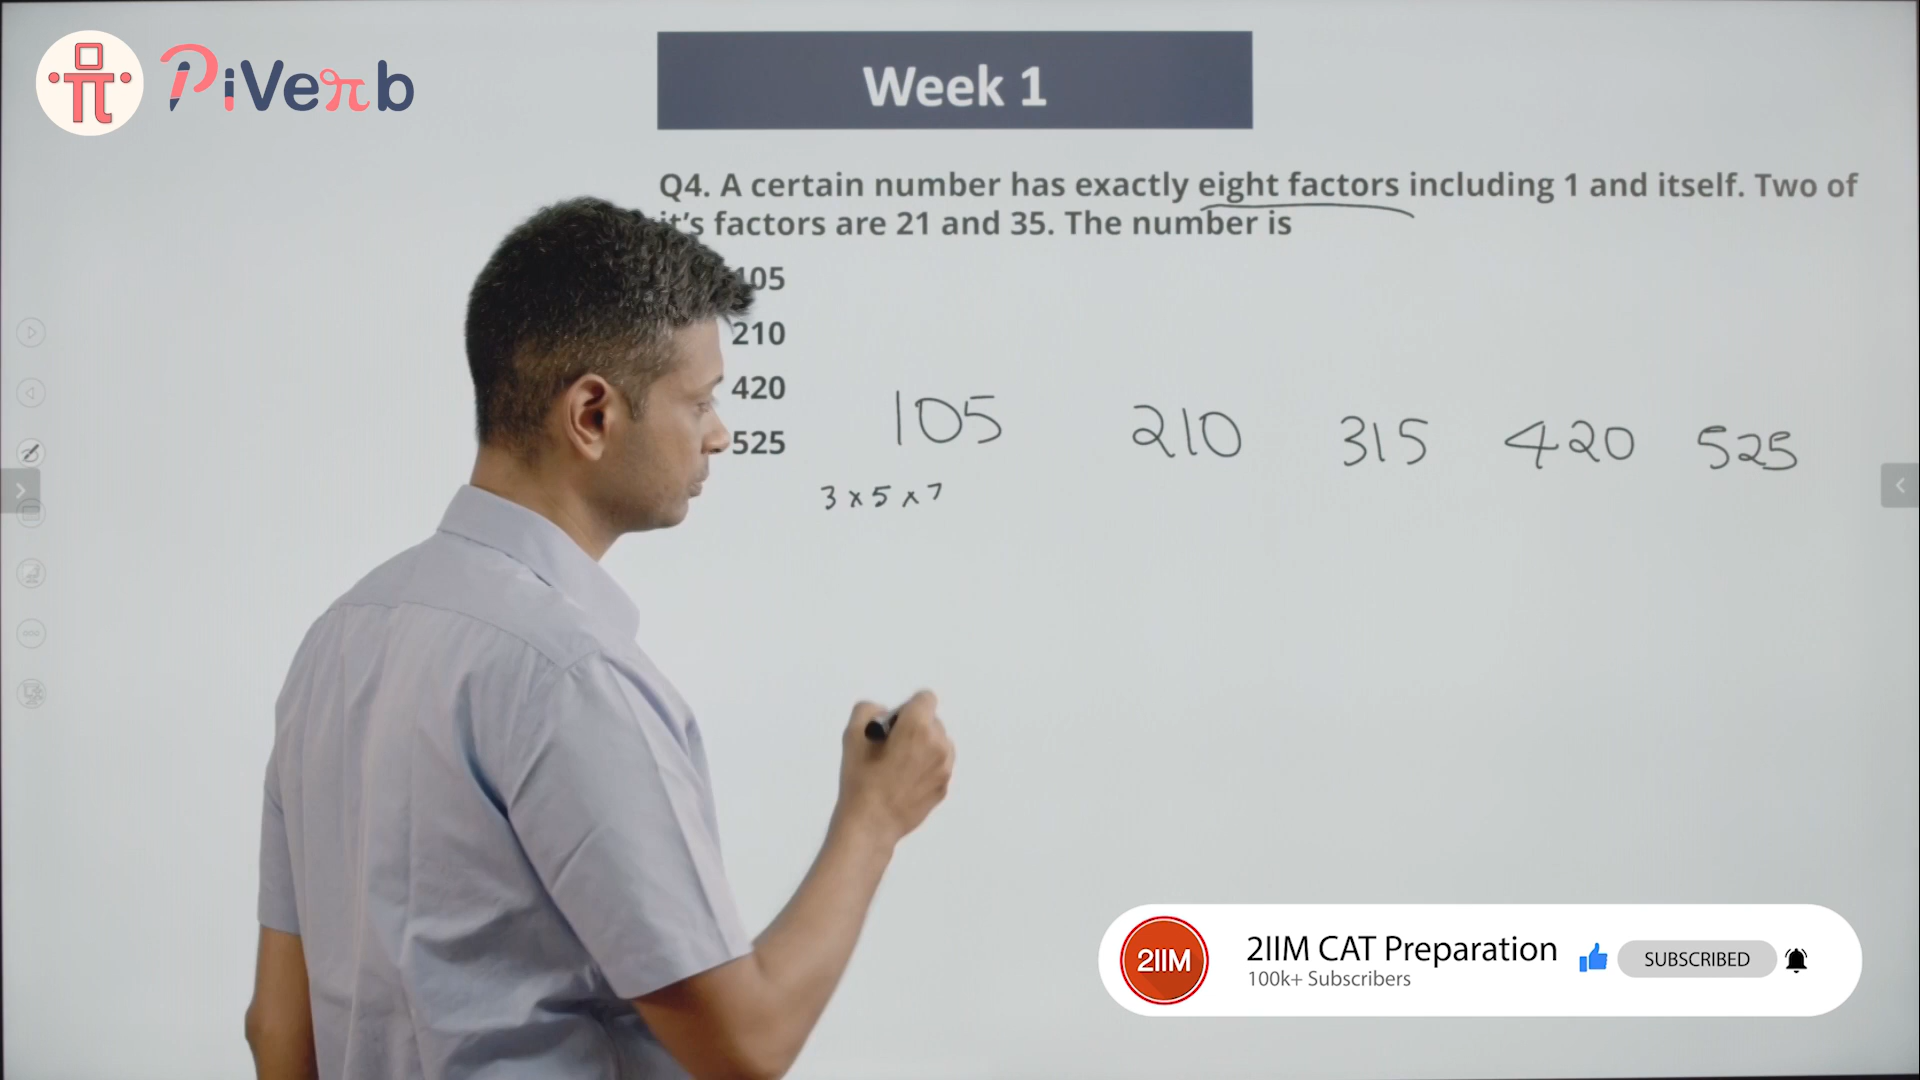 PiVerb
Week 1
Q4. A certain number has exactly eight factors including 1 and itself. Two of
it's factors are 21 and 35. The number is
105
210
420
525
105 210 315 420 525
3 x 5 x 7
2IIM
2IIM CAT Preparation
100k+ Subscribers
SUBSCRIBED